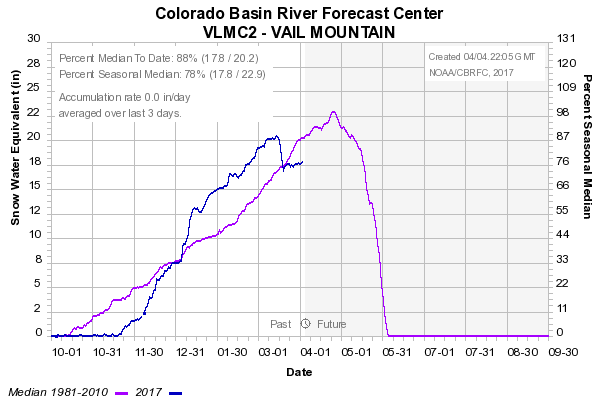 Colorado Basin River Forecast Center
VLMC2 - VAIL MOUNTAIN
Percent Median To Date: 88% (17.8 / 20.2)
Percent Seasonal Median: 78% (17.8 / 22.9)
Accumulation rate 0.0 in/day
averaged over last 3 days.
Created 04/04.22:05 GMT
NOAA/CBRFC, 2017
Snow Water Equivalent (in)
30
28
25
22
20
18
15
12
10
8
5
2
0
Percent Seasonal Median
131
120
109
98
87
76
66
55
44
33
22
11
0
Past Future
10-01 10-31 11-30 12-31 01-30 03-01 04-01 05-01 05-31 07-01 07-31 08-30 09-30
Date
Median 1981-2010 2017